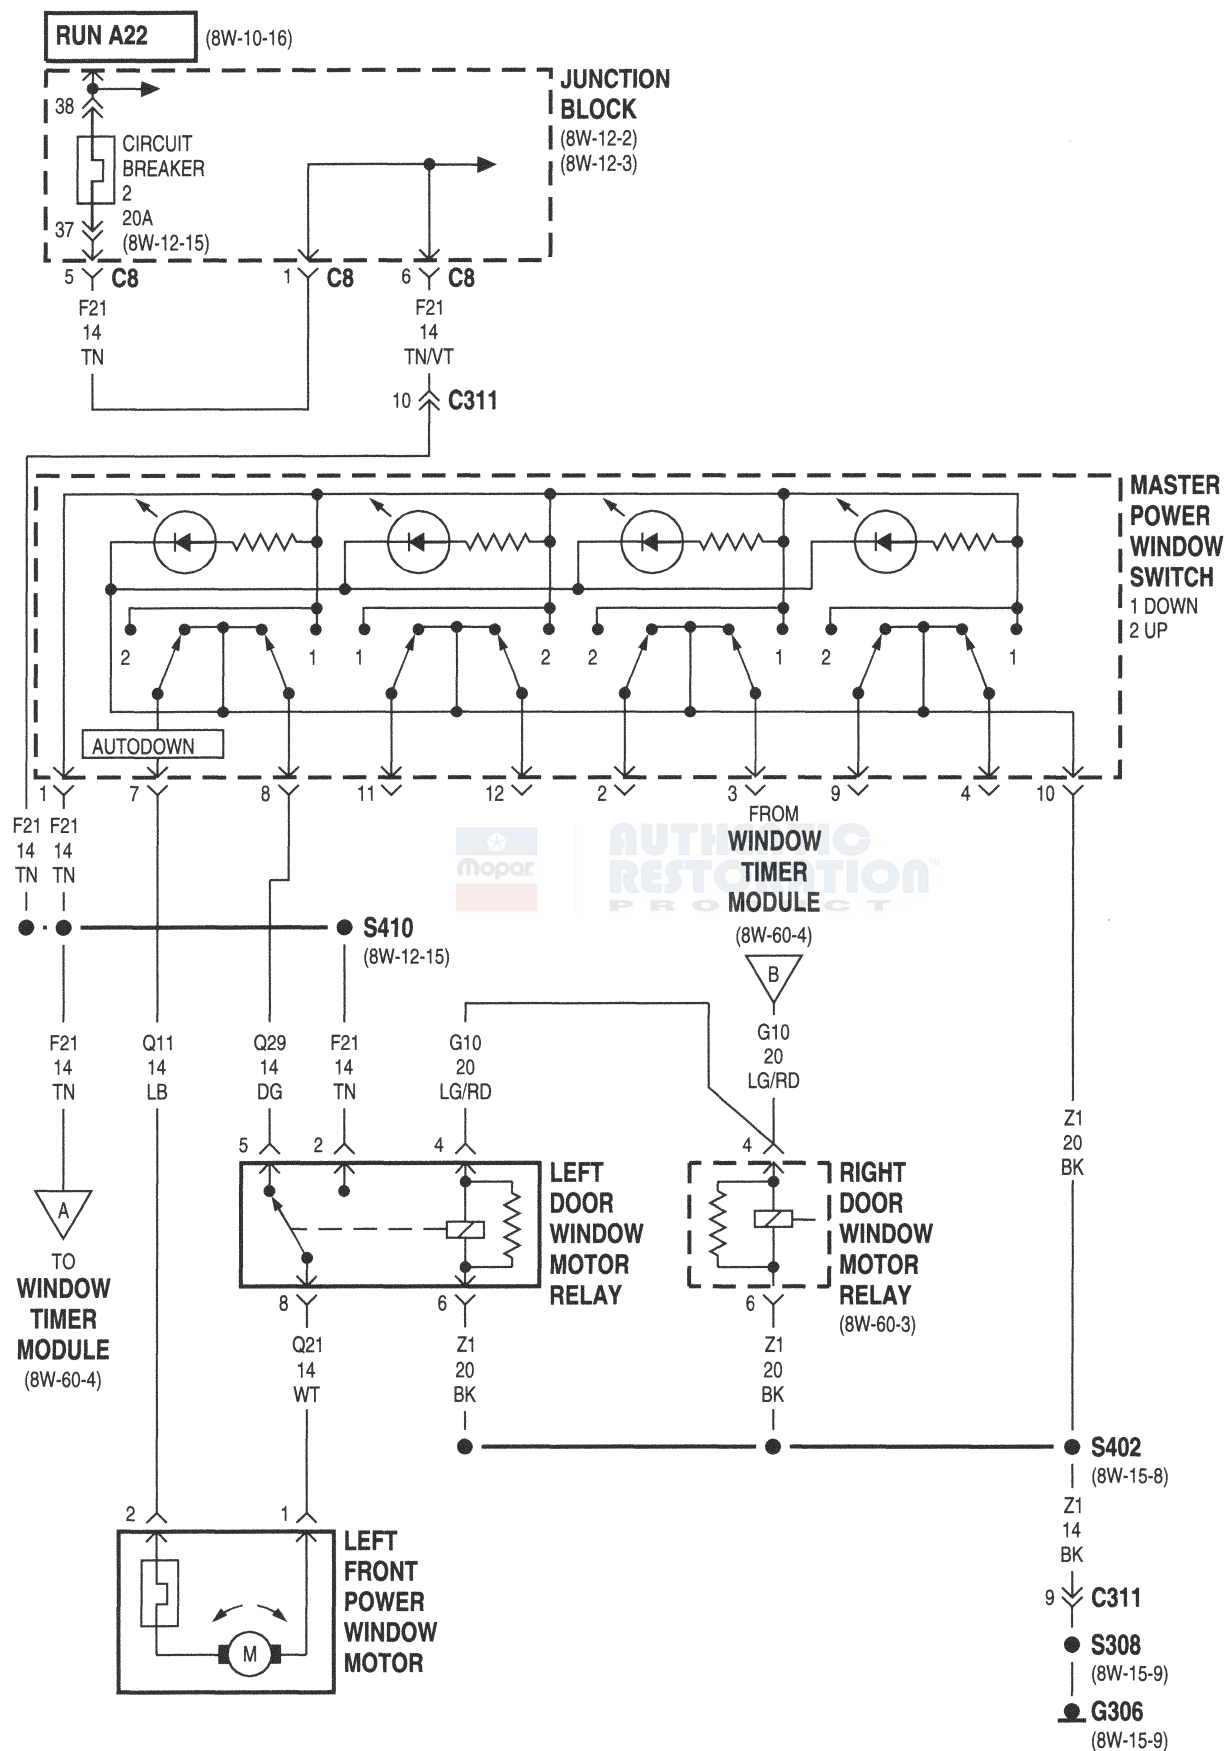 RUN A22 (8W-10-16)
JUNCTION
BLOCK
(8W-12-2)
(8W-12-3)
38
CIRCUIT
BREAKER
2
20A
(8W-12-15)
37
5 C8 1 C8 6 C8
F21 F21
14 14
TN TN/VT
10 C311
MASTER
POWER
WINDOW
SWITCH
1 DOWN
2 UP
2 1 1 2 2 1 2 1
AUTODOWN
1 7 8 11 12 2 3 9 4 10
F21 F21
14 14
TN TN
FROM
WINDOW
TIMER
MODULE
(8W-60-4)
B
Mopar
AUTHENTIC
RESTORATION™
PRODUCT
S410
(8W-12-15)
F21 Q11 Q29 F21 G10 G10
14 14 14 14 20 20
TN LB DG TN LG/RD LG/RD
Z1
20
BK
5 2 4 4
LEFT
DOOR
WINDOW
MOTOR
RELAY
RIGHT
DOOR
WINDOW
MOTOR
RELAY
(8W-60-3)
A
TO
WINDOW
TIMER
MODULE
(8W-60-4)
8 6 6
Q21 Z1 Z1
14 20 20
WT BK BK
S402
(8W-15-8)
Z1
14
BK
2 1
LEFT
FRONT
POWER
WINDOW
MOTOR
M
9 C311
S308
(8W-15-9)
G306
(8W-15-9)